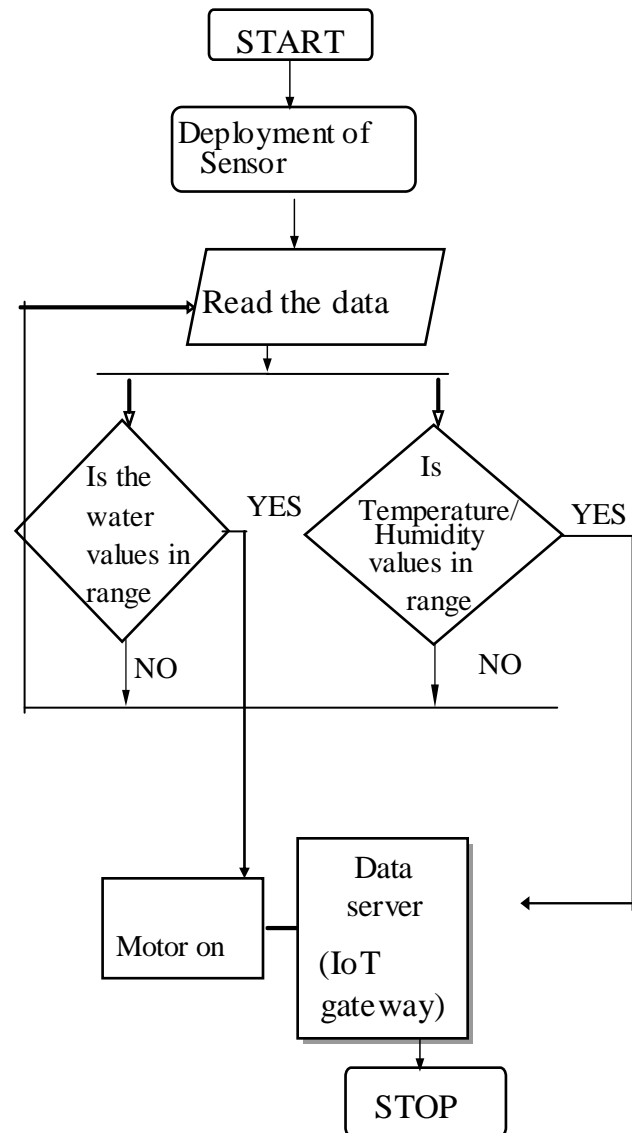 START
Deployment of
Sensor
Read the data
Is the
water
values in
range
YES
NO
Is
Temperature/
Humidity
values in
range
YES
NO
Motor on
Data
server
(IoT
gateway)
STOP